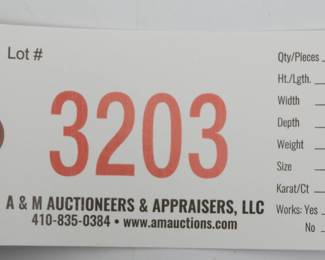 Lot #
3203
A & M AUCTIONEERS & APPRAISERS, LLC
410-835-0384 • www.amauctions.com
Qty/Pieces
Ht./Lgth.
Width
Depth
Weight
Size
Karat/Ct
Works: Yes
No